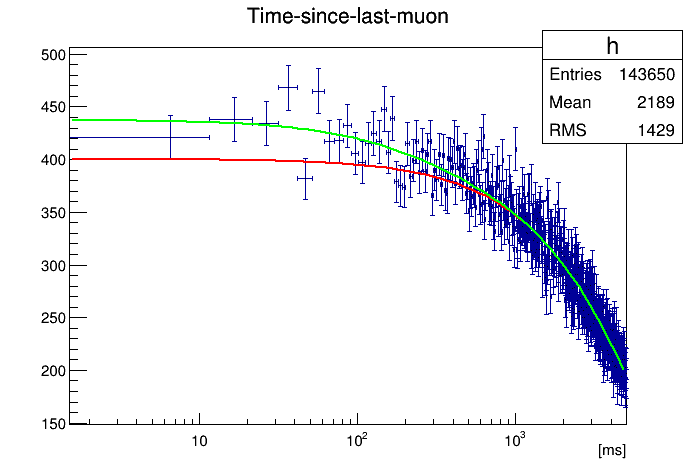 Time-since-last-muon
h
Entries 143650
Mean 2189
RMS 1429
500
450
400
350
300
250
200
150
10
10²
10³
[ms]